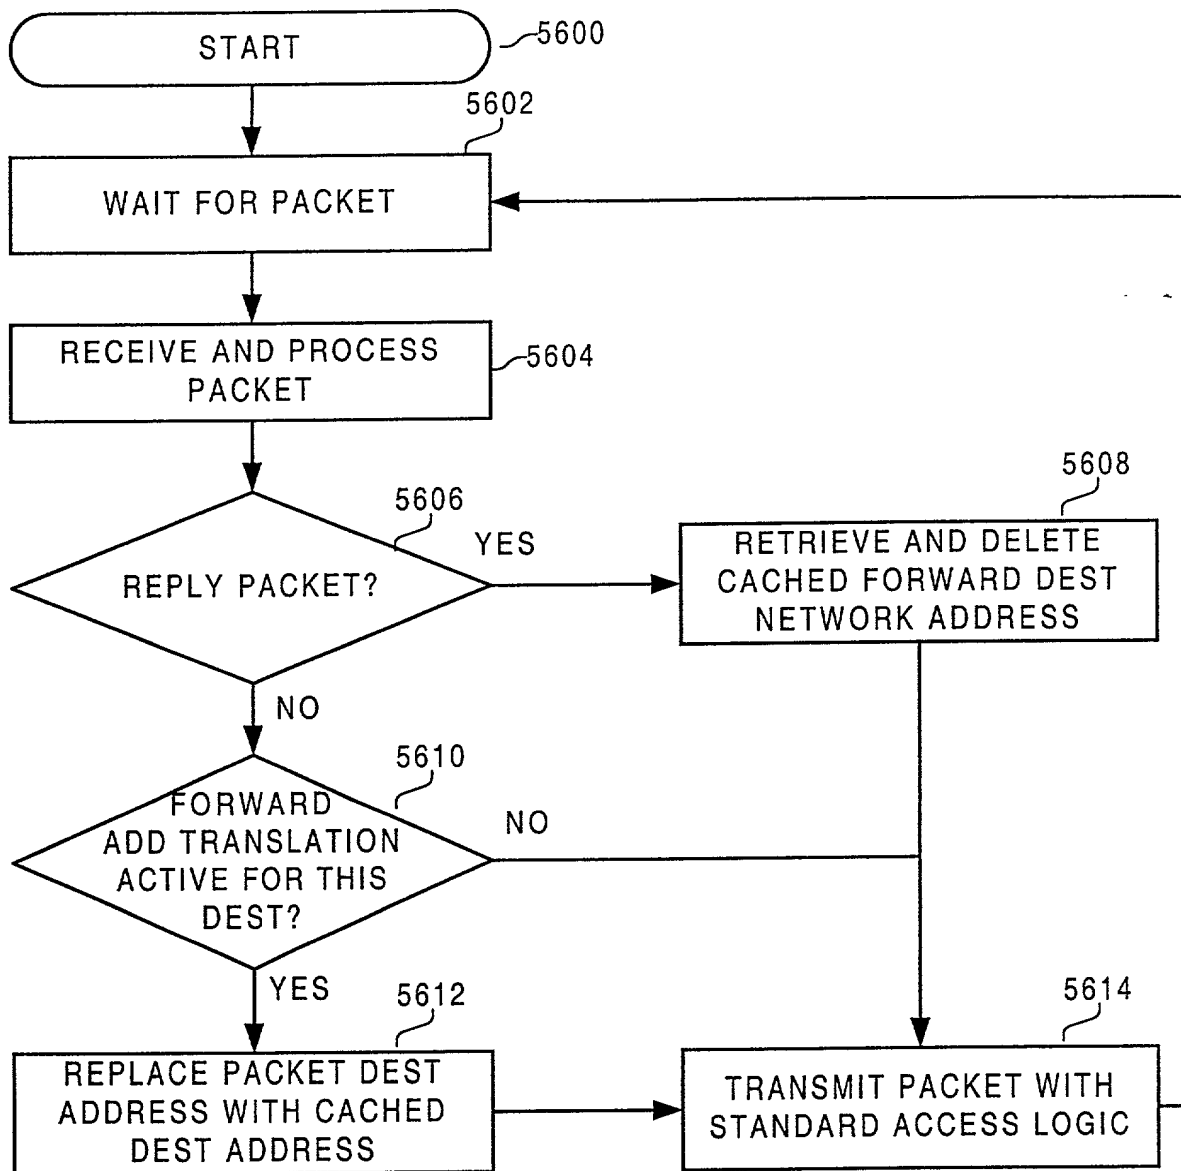 START
5600
5602
WAIT FOR PACKET
RECEIVE AND PROCESS
PACKET
5604
5606
REPLY PACKET?
YES
5608
RETRIEVE AND DELETE
CACHED FORWARD DEST
NETWORK ADDRESS
NO
5610
FORWARD
ADD TRANSLATION
ACTIVE FOR THIS
DEST?
NO
YES
5612
REPLACE PACKET DEST
ADDRESS WITH CACHED
DEST ADDRESS
5614
TRANSMIT PACKET WITH
STANDARD ACCESS LOGIC